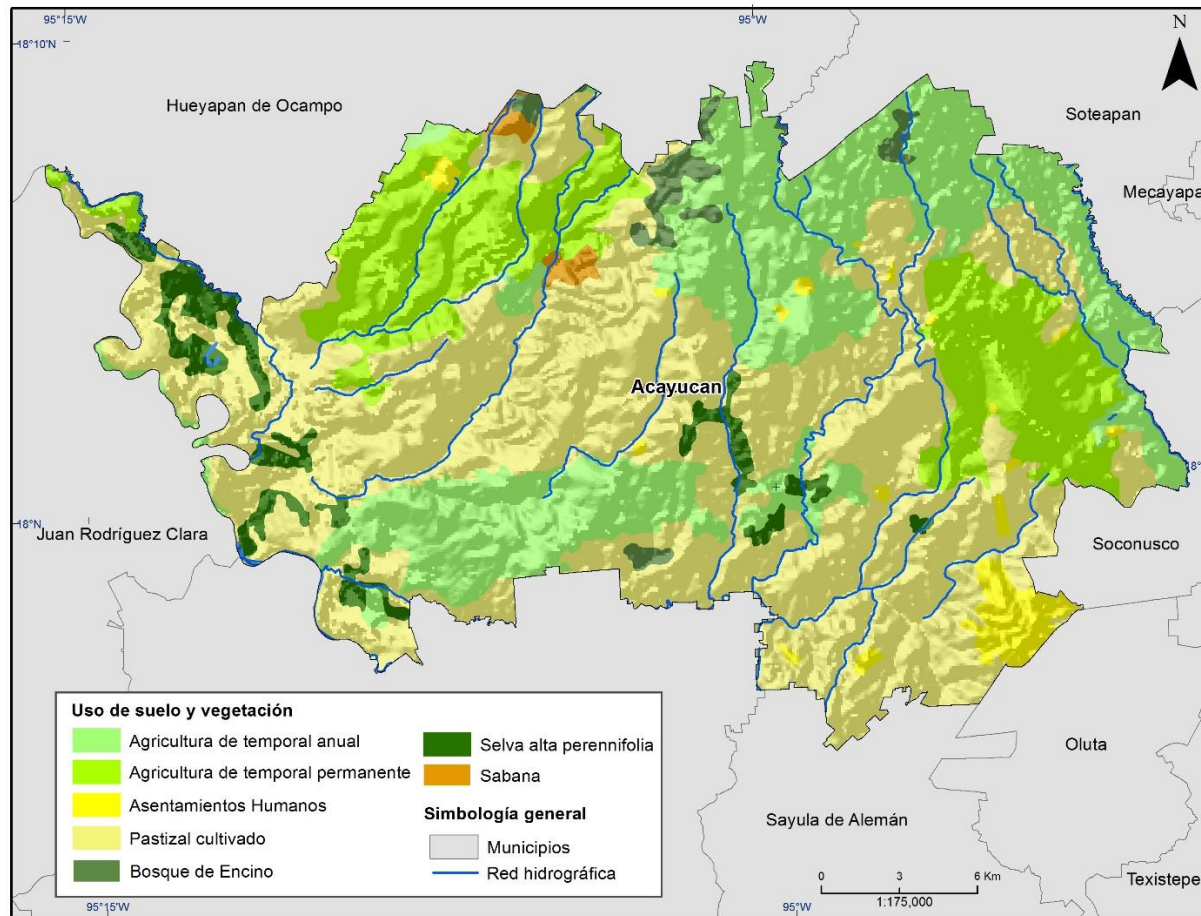 95°15'W
95°W
18°10'N
N
Hueyapan de Ocampo
Soteapan
Mecayapa
Acayucan
18°
16°N
Juan Rodríguez Clara
Soconusco
Uso de suelo y vegetación
Agricultura de temporal anual
Agricultura de temporal permanente
Asentamientos Humanos
Pastizal cultivado
Bosque de Encino
Selva alta perennifolia
Sabana
Simbología general
Municipios
Red hidrográfica
Oluta
Sayula de Alemán
Texistepe
0 3 6 Km
1:175,000
95°15'W
95°W